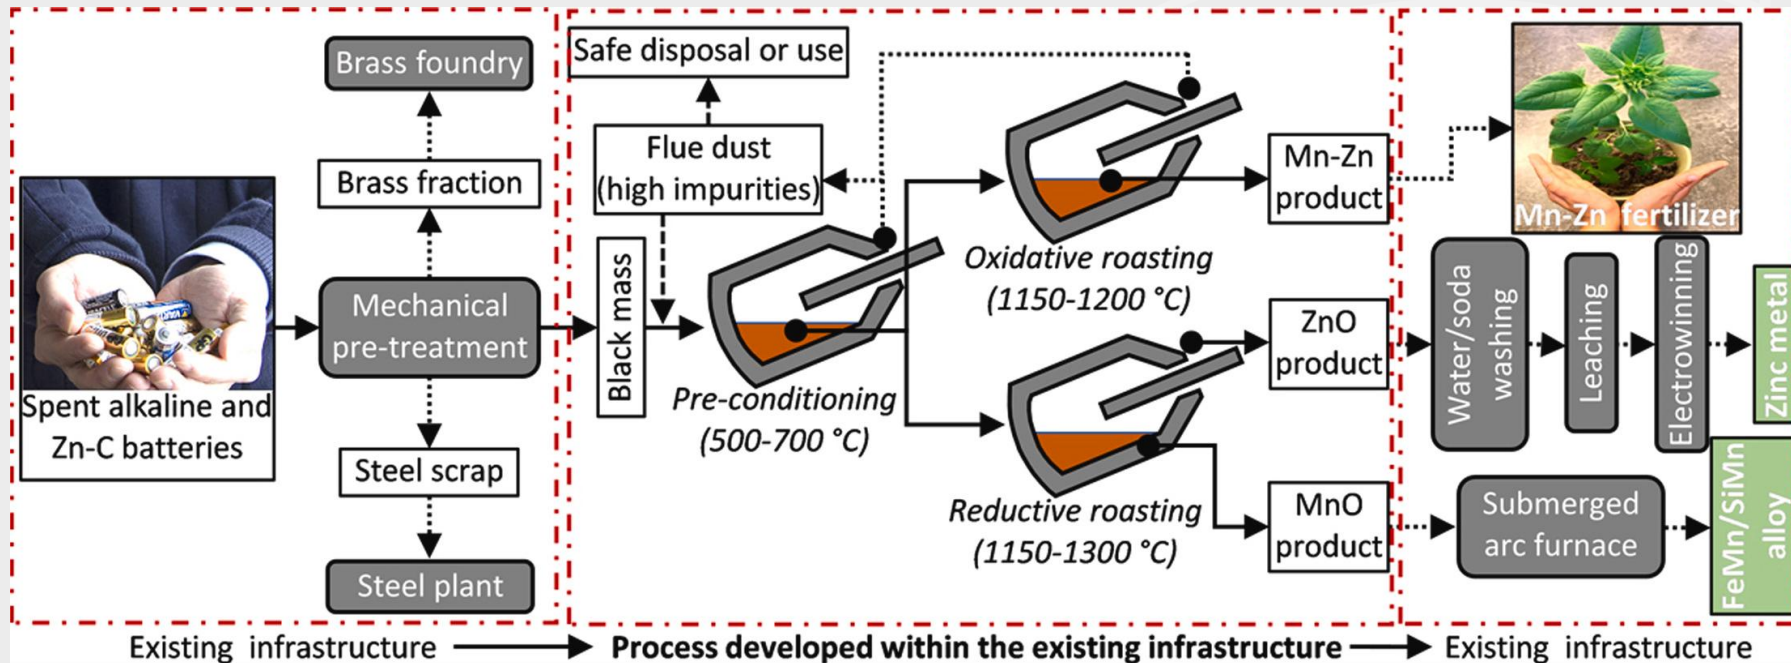 Brass foundry
Brass fraction
Spent alkaline and
Zn-C batteries
Mechanical
pre-treatment
Steel scrap
Steel plant
Safe disposal or use
Flue dust
(high impurities)
Black mass
Pre-conditioning
(500-700 °C)
Oxidative roasting
(1150-1200 °C)
Reductive roasting
(1150-1300 °C)
Mn-Zn
product
ZnO
product
MnO
product
Mn-Zn fertilizer
Water/soda
washing
Leaching
Electrowinning
Zinc metal
Submerged
arc furnace
FeMn/SiMn
alloy
Existing infrastructure
Process developed within the existing infrastructure
Existing infrastructure